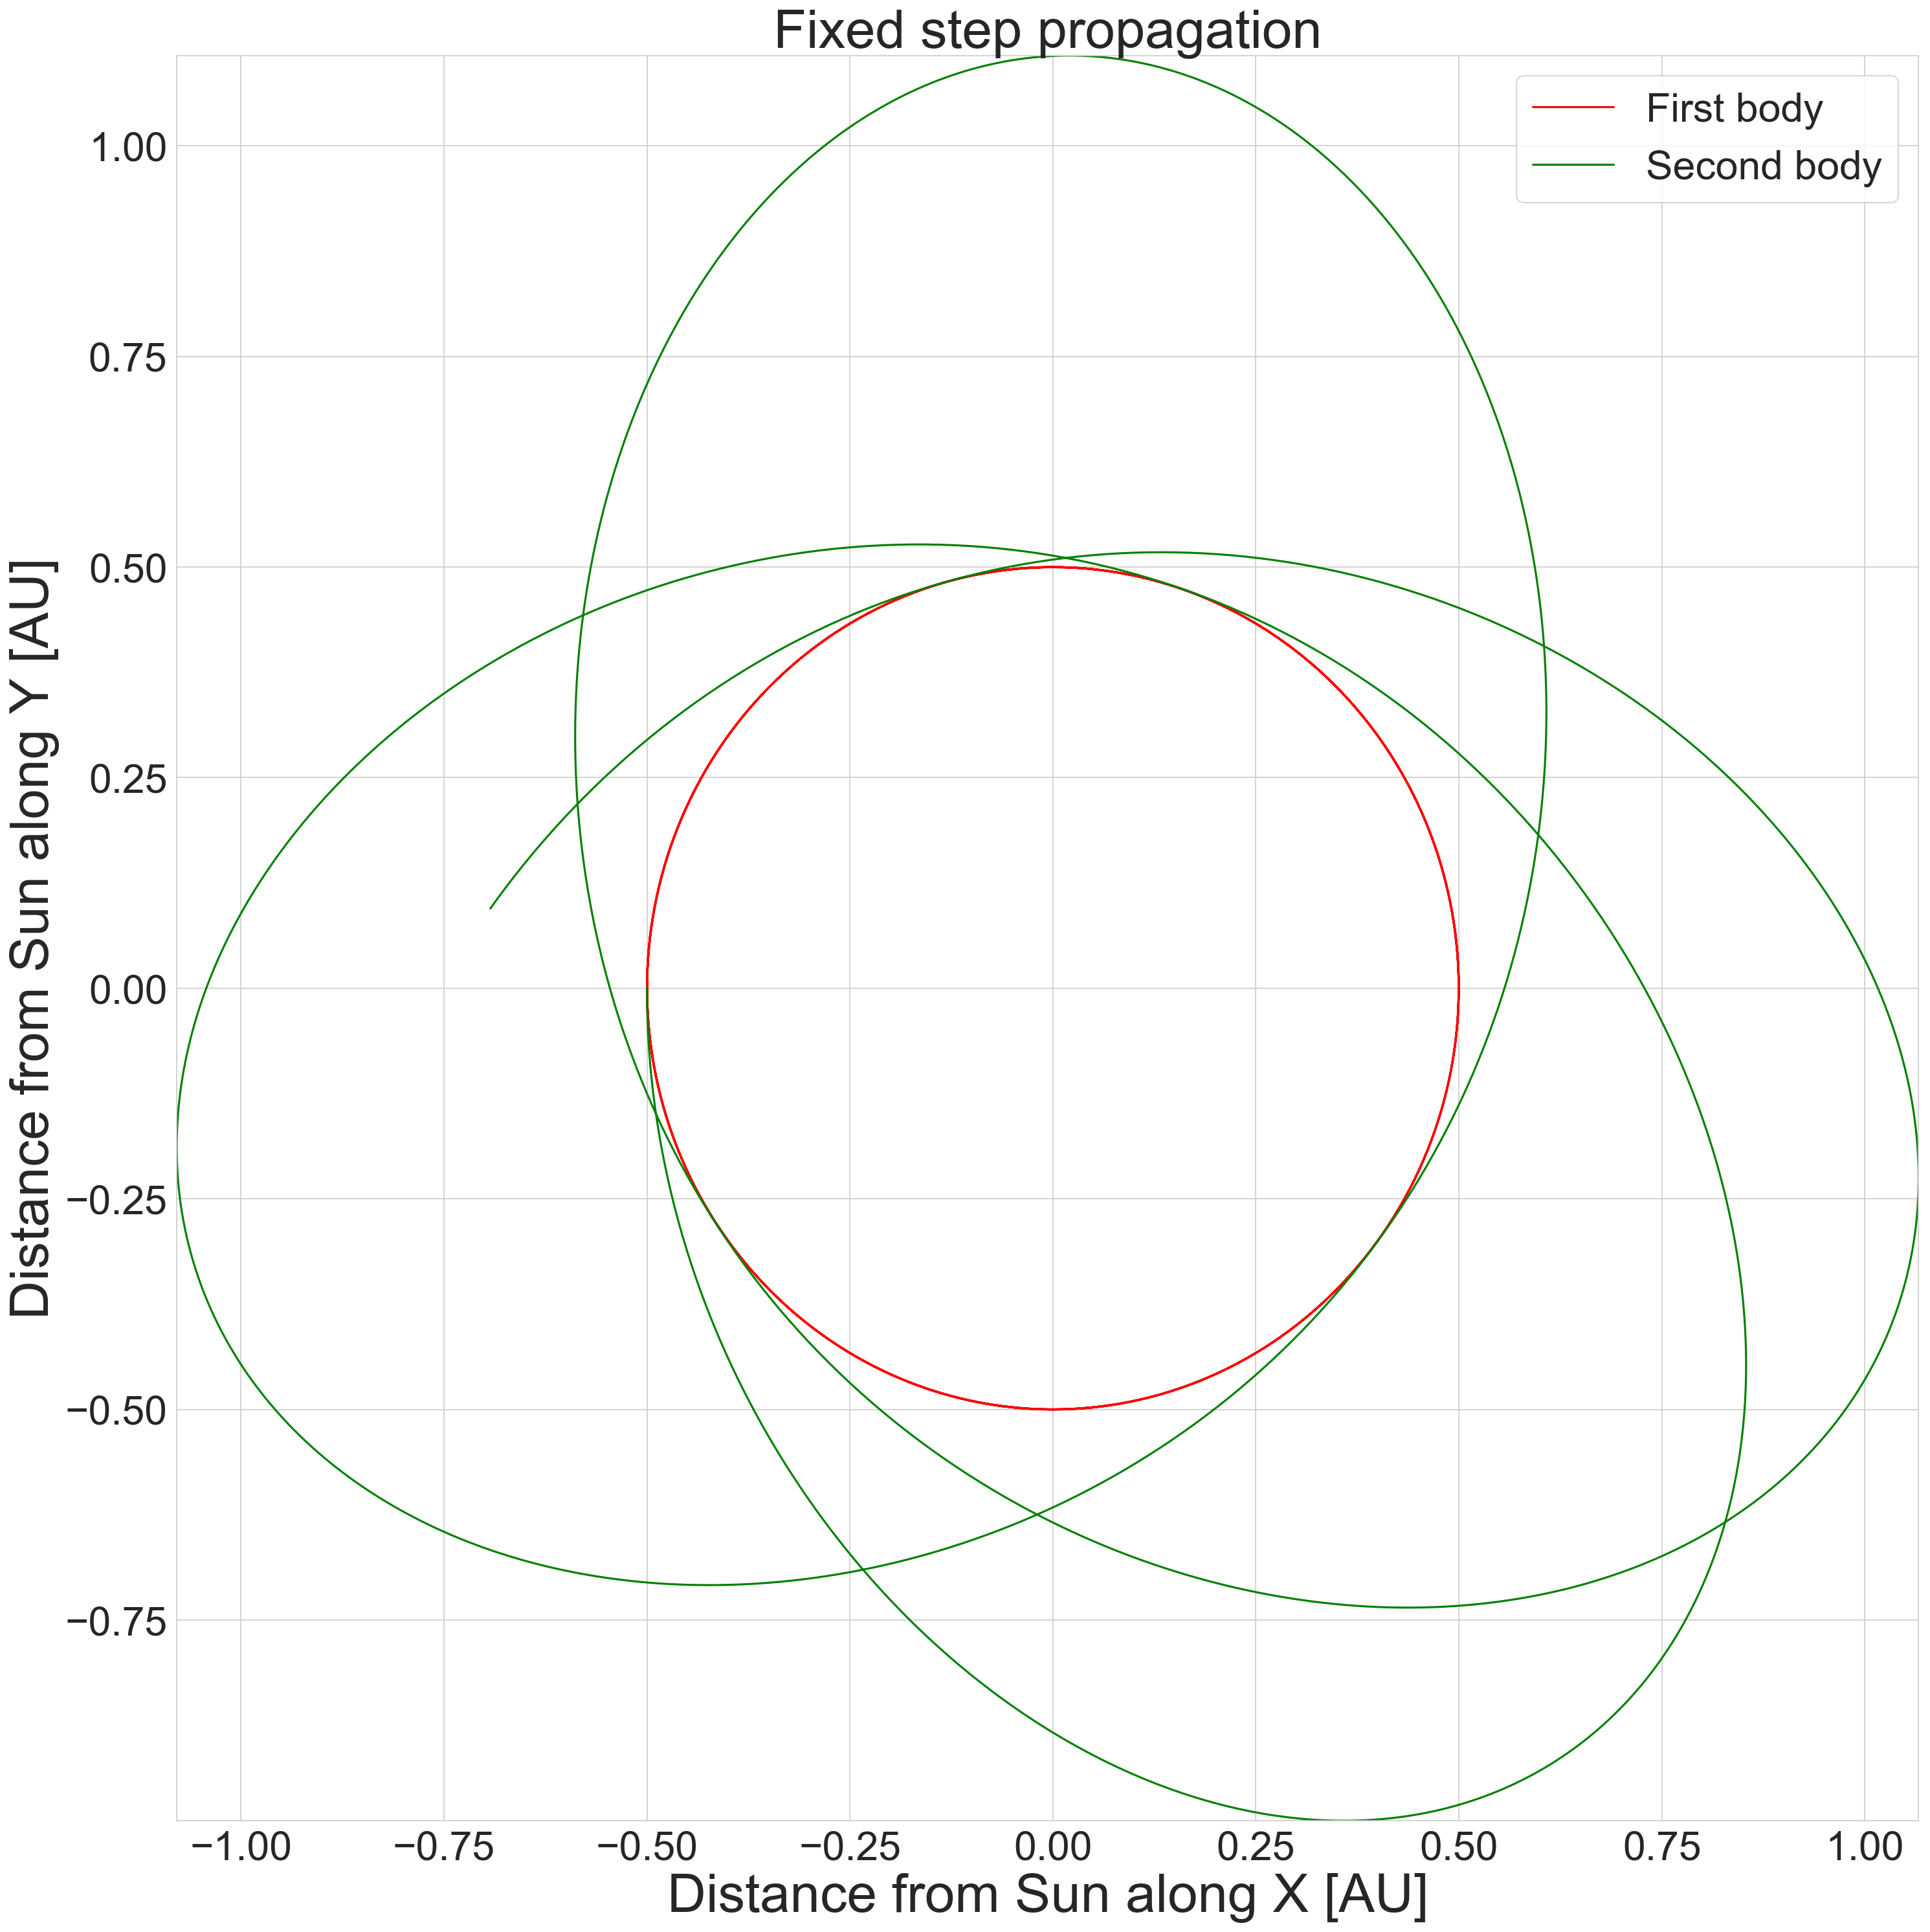 Fixed step propagation
First body
Second body
1.00
0.75
0.50
0.25
0.00
−0.25
−0.50
−0.75
Distance from Sun along Y [AU]
−1.00 −0.75 −0.50 −0.25 0.00 0.25 0.50 0.75 1.00
Distance from Sun along X [AU]